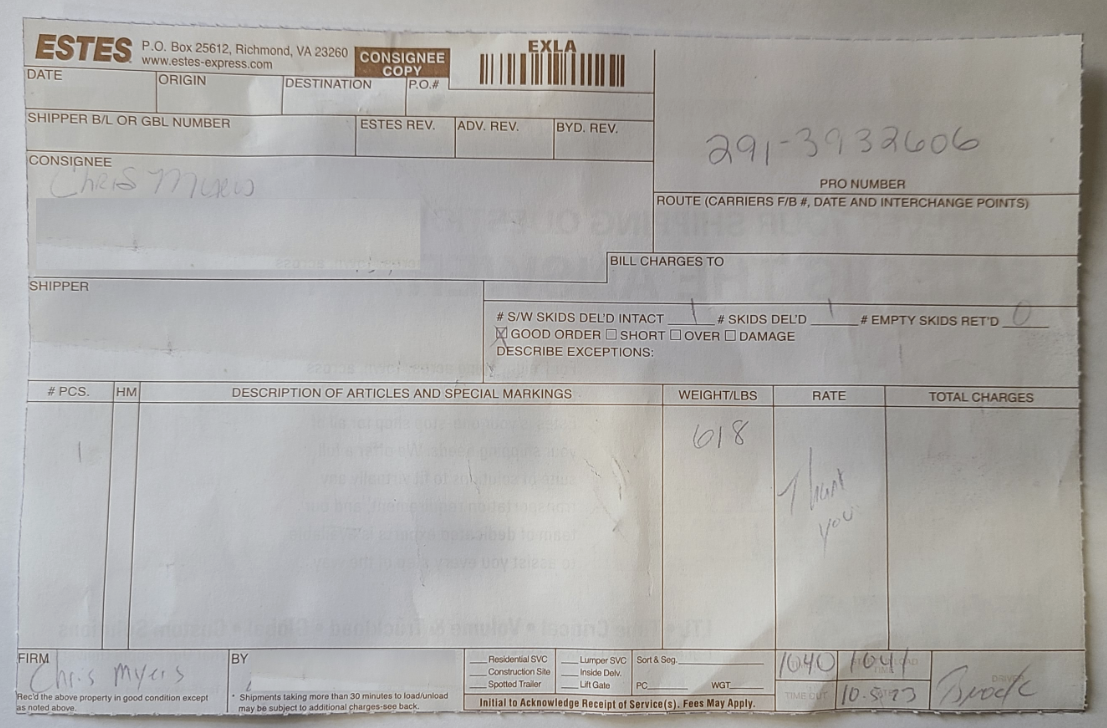 ESTES P.O. Box 25612, Richmond, VA 23260
www.estes-express.com
CONSIGNEE
COPY
EXLA
DATE ORIGIN DESTINATION P.O.#
SHIPPER B/L OR GBL NUMBER ESTES REV. ADV. REV. BYD. REV.
291-3932606
PRO NUMBER
CONSIGNEE
Chris Myers
ROUTE (CARRIERS F/B #, DATE AND INTERCHANGE POINTS)
BILL CHARGES TO
SHIPPER
# S/W SKIDS DEL'D INTACT 1 # SKIDS DEL'D 1 # EMPTY SKIDS RET'D 0
☒ GOOD ORDER ☐ SHORT ☐ OVER ☐ DAMAGE
DESCRIBE EXCEPTIONS:
# PCS. HM DESCRIPTION OF ARTICLES AND SPECIAL MARKINGS WEIGHT/LBS RATE TOTAL CHARGES
1 618
Thank
you
FIRM
Chris Myers
Rec'd the above property in good condition except
as noted above.
BY
* Shipments taking more than 30 minutes to load/unload
may be subject to additional charges-see back.
Residential SVC Lumper SVC Sort & Seg.
Construction Site Inside Delv.
Spotted Trailer Lift Gate PC WGT.
Initial to Acknowledge Receipt of Service(s). Fees May Apply.
1040 1041
TIME OUT
DRIVER
Brock